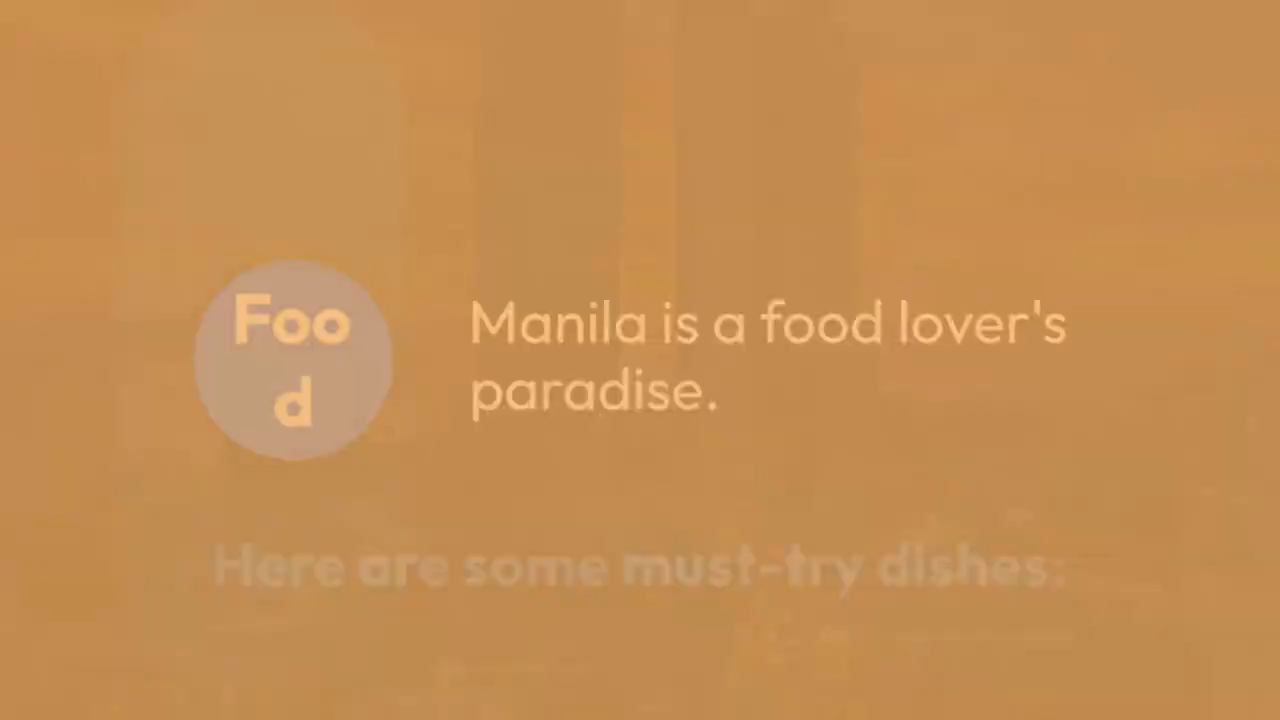 Foo
d
Manila is a food lover's
paradise.
Here are some must-try dishes: